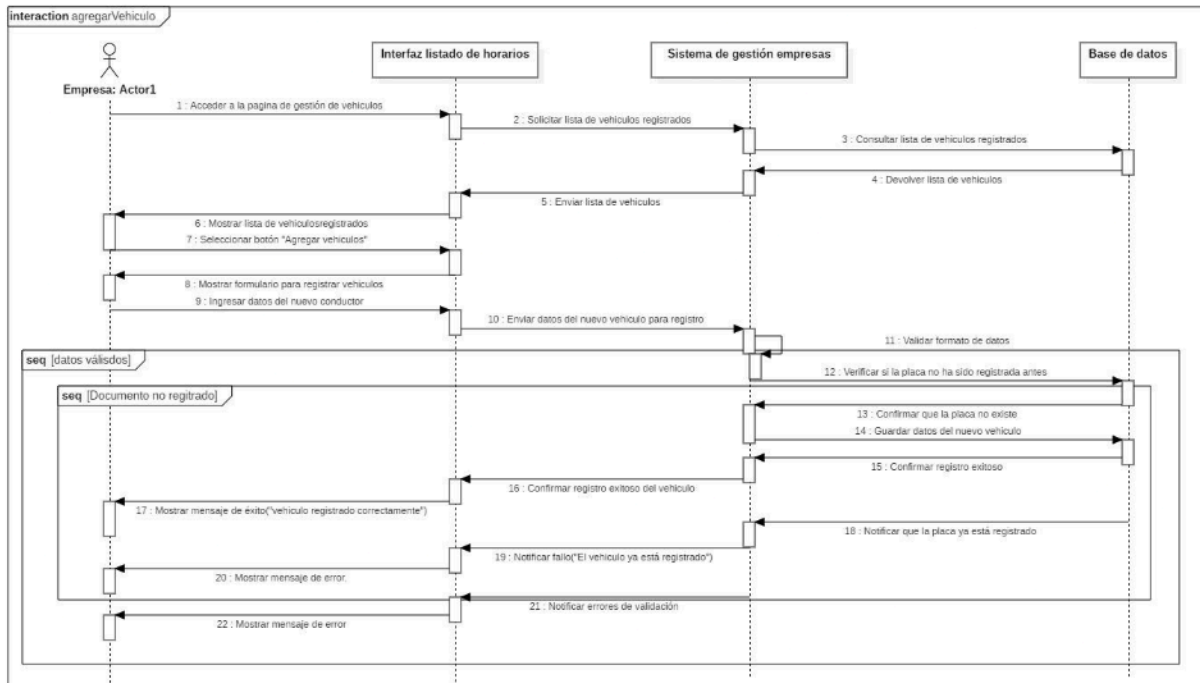 interaction agregarVehiculo
Interfaz listado de horarios
Sistema de gestión empresas
Base de datos
Empresa: Actor1
1 : Acceder a la pagina de gestión de vehiculos
2 : Solicitar lista de vehiculos registrados
3 : Consultar lista de vehiculos registrados
4 : Devolver lista de vehiculos
5 : Enviar lista de vehiculos
6 : Mostrar lista de vehiculosregistrados
7 : Seleccionar botón "Agregar vehiculos"
8 : Mostrar formulario para registrar vehiculos
9 : Ingresar datos del nuevo conductor
10 : Enviar datos del nuevo vehiculo para registro
11 : Validar formato de datos
seq [datos válisdos]
12 : Verificar si la placa no ha sido registrada antes
seq [Documento no regitrado]
13 : Confirmar que la placa no existe
14 : Guardar datos del nuevo vehiculo
15 : Confirmar registro exitoso
16 : Confirmar registro exitoso del vehiculo
17 : Mostrar mensaje de éxito("vehiculo registrado correctamente")
18 : Notificar que la placa ya está registrado
19 : Notificar fallo("El vehiculo ya está registrado")
20 : Mostrar mensaje de error.
21 : Notificar errores de validación
22 : Mostrar mensaje de error